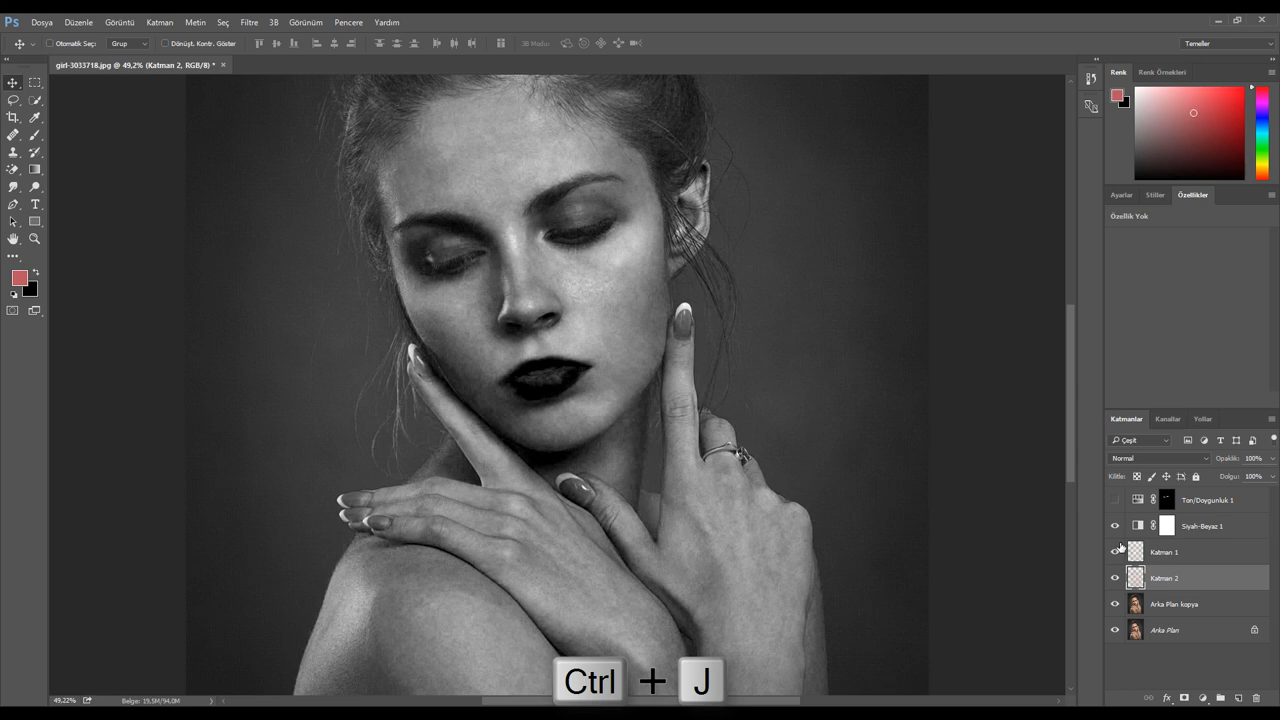 Ps Dosya Düzenle Görüntü Katman Metin Seç Filtre 3B Görünüm Pencere Yardım
Otomatik Seç: Grup Dönüşt. Kontr. Göster 3B Modu: Temeller
girl-3033718.jpg @ 49,2% (Katman 2, RGB/8) * ×
Renk Renk Örnekleri
Ayarlar Stiller Özellikler
Özellik Yok
Katmanlar Kanallar Yollar
Çeşit
Normal Opaklık: 100%
Kilitle: Dolgu: 100%
Ton/Doygunluk 1
Siyah-Beyaz 1
Katman 1
Katman 2
Arka Plan kopya
Arka Plan
Ctrl + J
49,22% Belge: 19,5M/94,0M